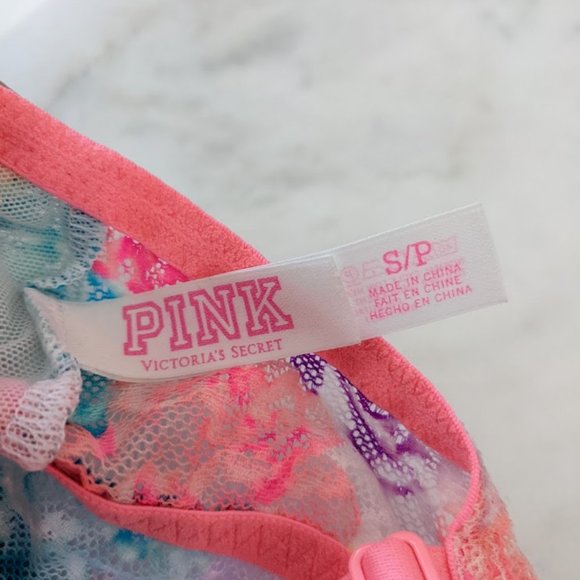 PINK
VICTORIA'S SECRET
S/P
MADE IN CHINA
FAIT EN CHINE
HECHO EN CHINA